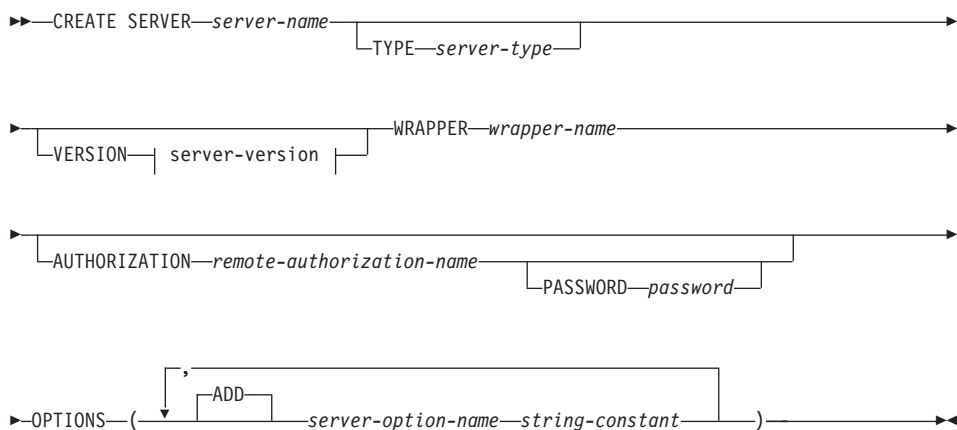 CREATE SERVER server-name
TYPE server-type
VERSION server-version WRAPPER wrapper-name
AUTHORIZATION remote-authorization-name
PASSWORD password
,
ADD
OPTIONS ( server-option-name string-constant )